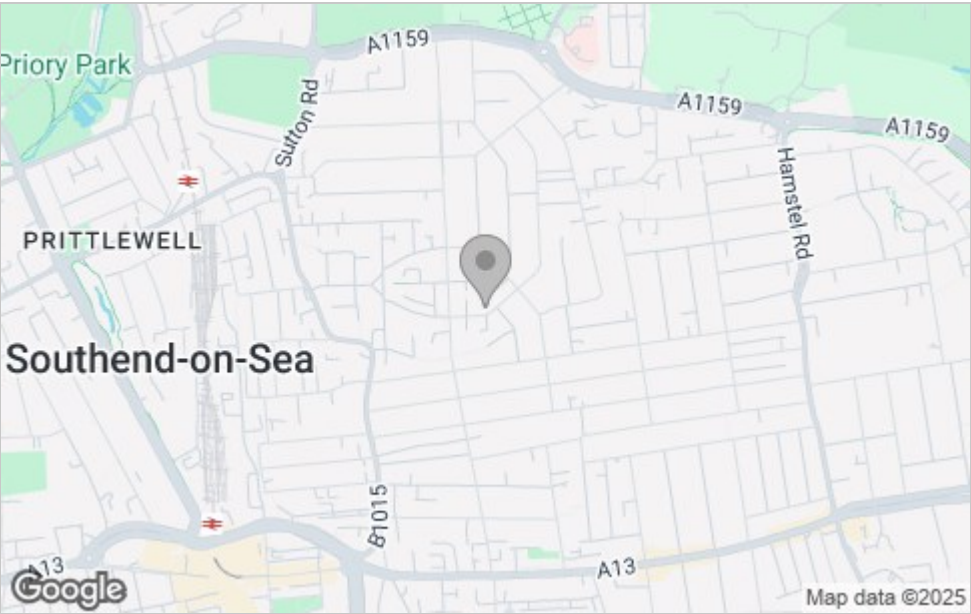 A1159
Priory Park
Sutton Rd
A1159
A1159
Hamstel Rd
PRITTLEWELL
Southend-on-Sea
B1015
A13
A13
Google
Map data ©2025